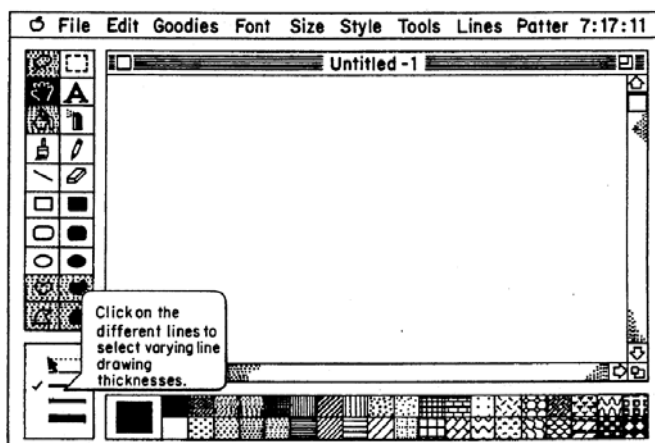 File Edit Goodies Font Size Style Tools Lines Patter 7:17:11
Untitled -1
A
Click on the
different lines to
select varying line
drawing
thicknesses.